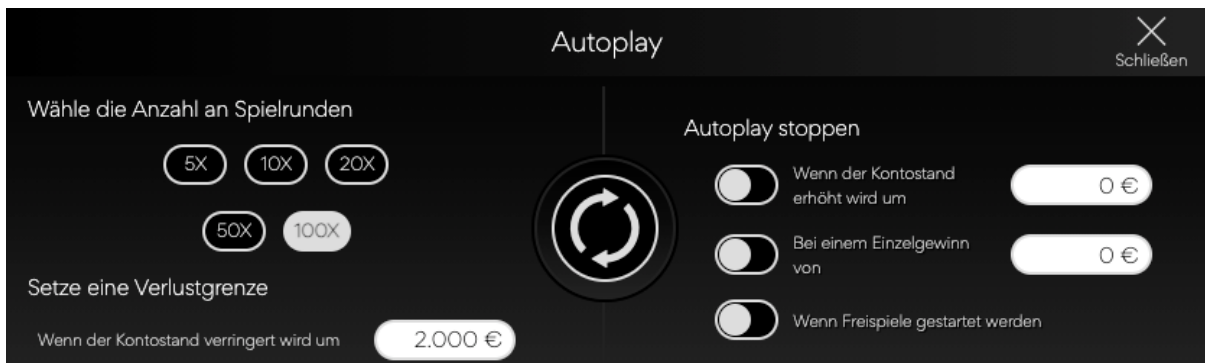 Autoplay
Schließen
Wähle die Anzahl an Spielrunden
5X 10X 20X
50X 100X
Setze eine Verlustgrenze
Wenn der Kontostand verringert wird um 2.000 €
Autoplay stoppen
Wenn der Kontostand
erhöht wird um
0 €
Bei einem Einzelgewinn
von
0 €
Wenn Freispiele gestartet werden